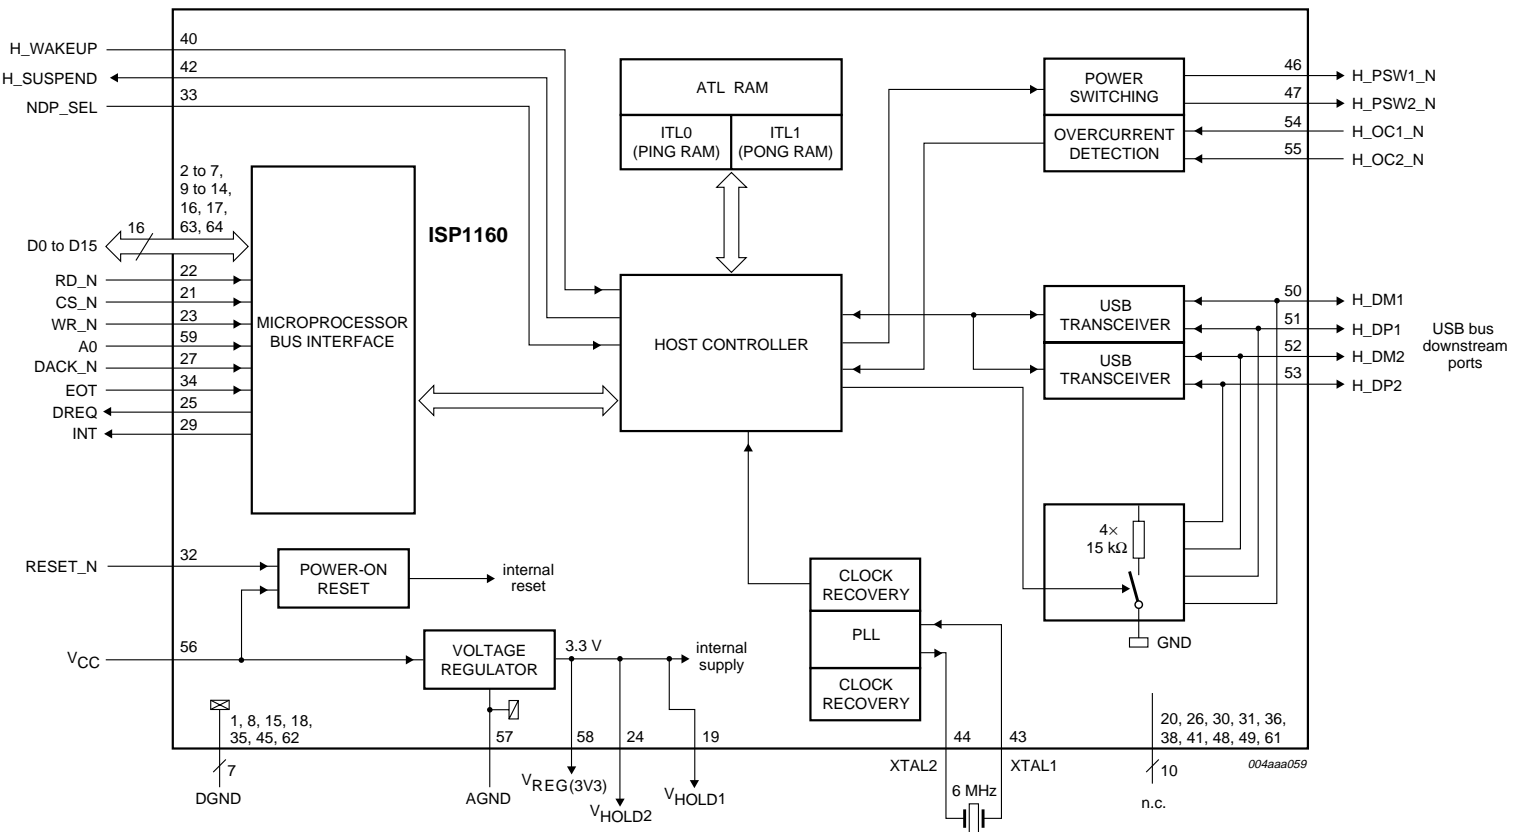 H_WAKEUP
40
H_SUSPEND
42
NDP_SEL
33
2 to 7,
9 to 14,
16, 17,
63, 64
D0 to D15
16
RD_N
22
CS_N
21
WR_N
23
A0
59
DACK_N
27
EOT
34
DREQ
25
INT
29
MICROPROCESSOR
BUS INTERFACE
ISP1160
ATL RAM
ITL0
(PING RAM)
ITL1
(PONG RAM)
HOST CONTROLLER
POWER
SWITCHING
OVERCURRENT
DETECTION
46
H_PSW1_N
47
H_PSW2_N
54
H_OC1_N
55
H_OC2_N
USB
TRANSCEIVER
USB
TRANSCEIVER
50
H_DM1
51
H_DP1
52
H_DM2
53
H_DP2
USB bus
downstream
ports
4×
15 kΩ
GND
RESET_N
32
POWER-ON
RESET
internal
reset
VCC
56
VOLTAGE
REGULATOR
3.3 V
internal
supply
CLOCK
RECOVERY
PLL
CLOCK
RECOVERY
1, 8, 15, 18,
35, 45, 62
7
DGND
57
AGND
58
VREG(3V3)
24
VHOLD2
19
VHOLD1
44
XTAL2
43
XTAL1
6 MHz
20, 26, 30, 31, 36,
38, 41, 48, 49, 61
10
n.c.
004aaa059